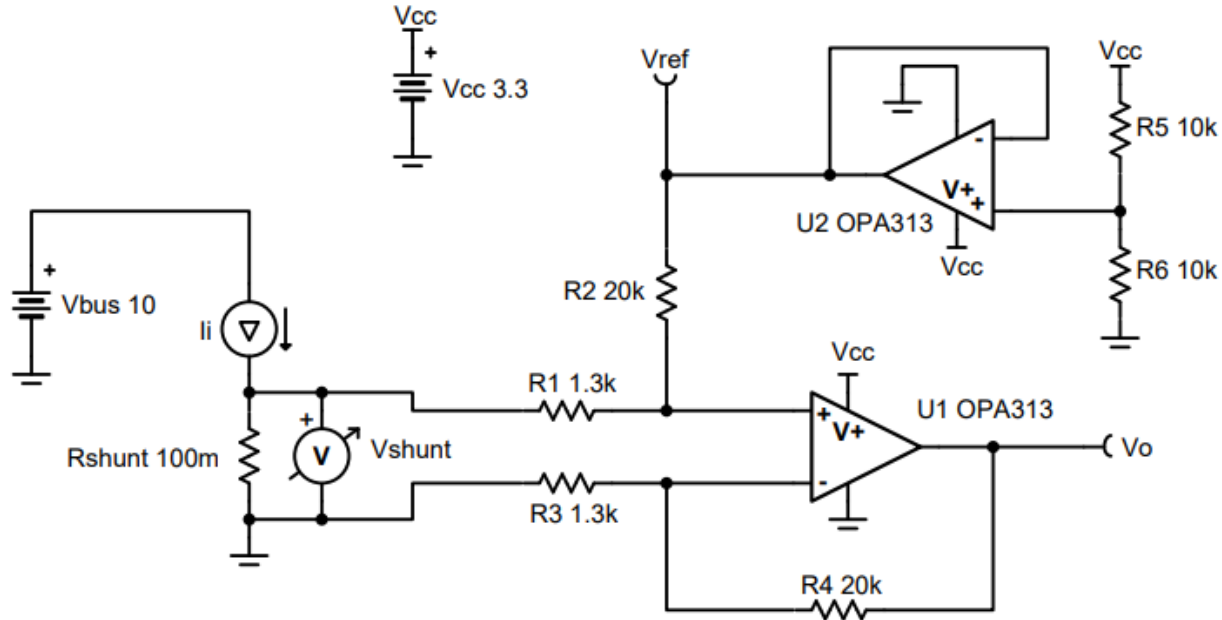 Vcc
+
Vcc 3.3
Vref
Vcc
R5 10k
-
V+
+
U2 OPA313
Vcc
R6 10k
+
Vbus 10
Ii
R2 20k
Vcc
R1 1.3k
U1 OPA313
+
V+
-
Vo
+
V
Vshunt
Rshunt 100m
R3 1.3k
R4 20k